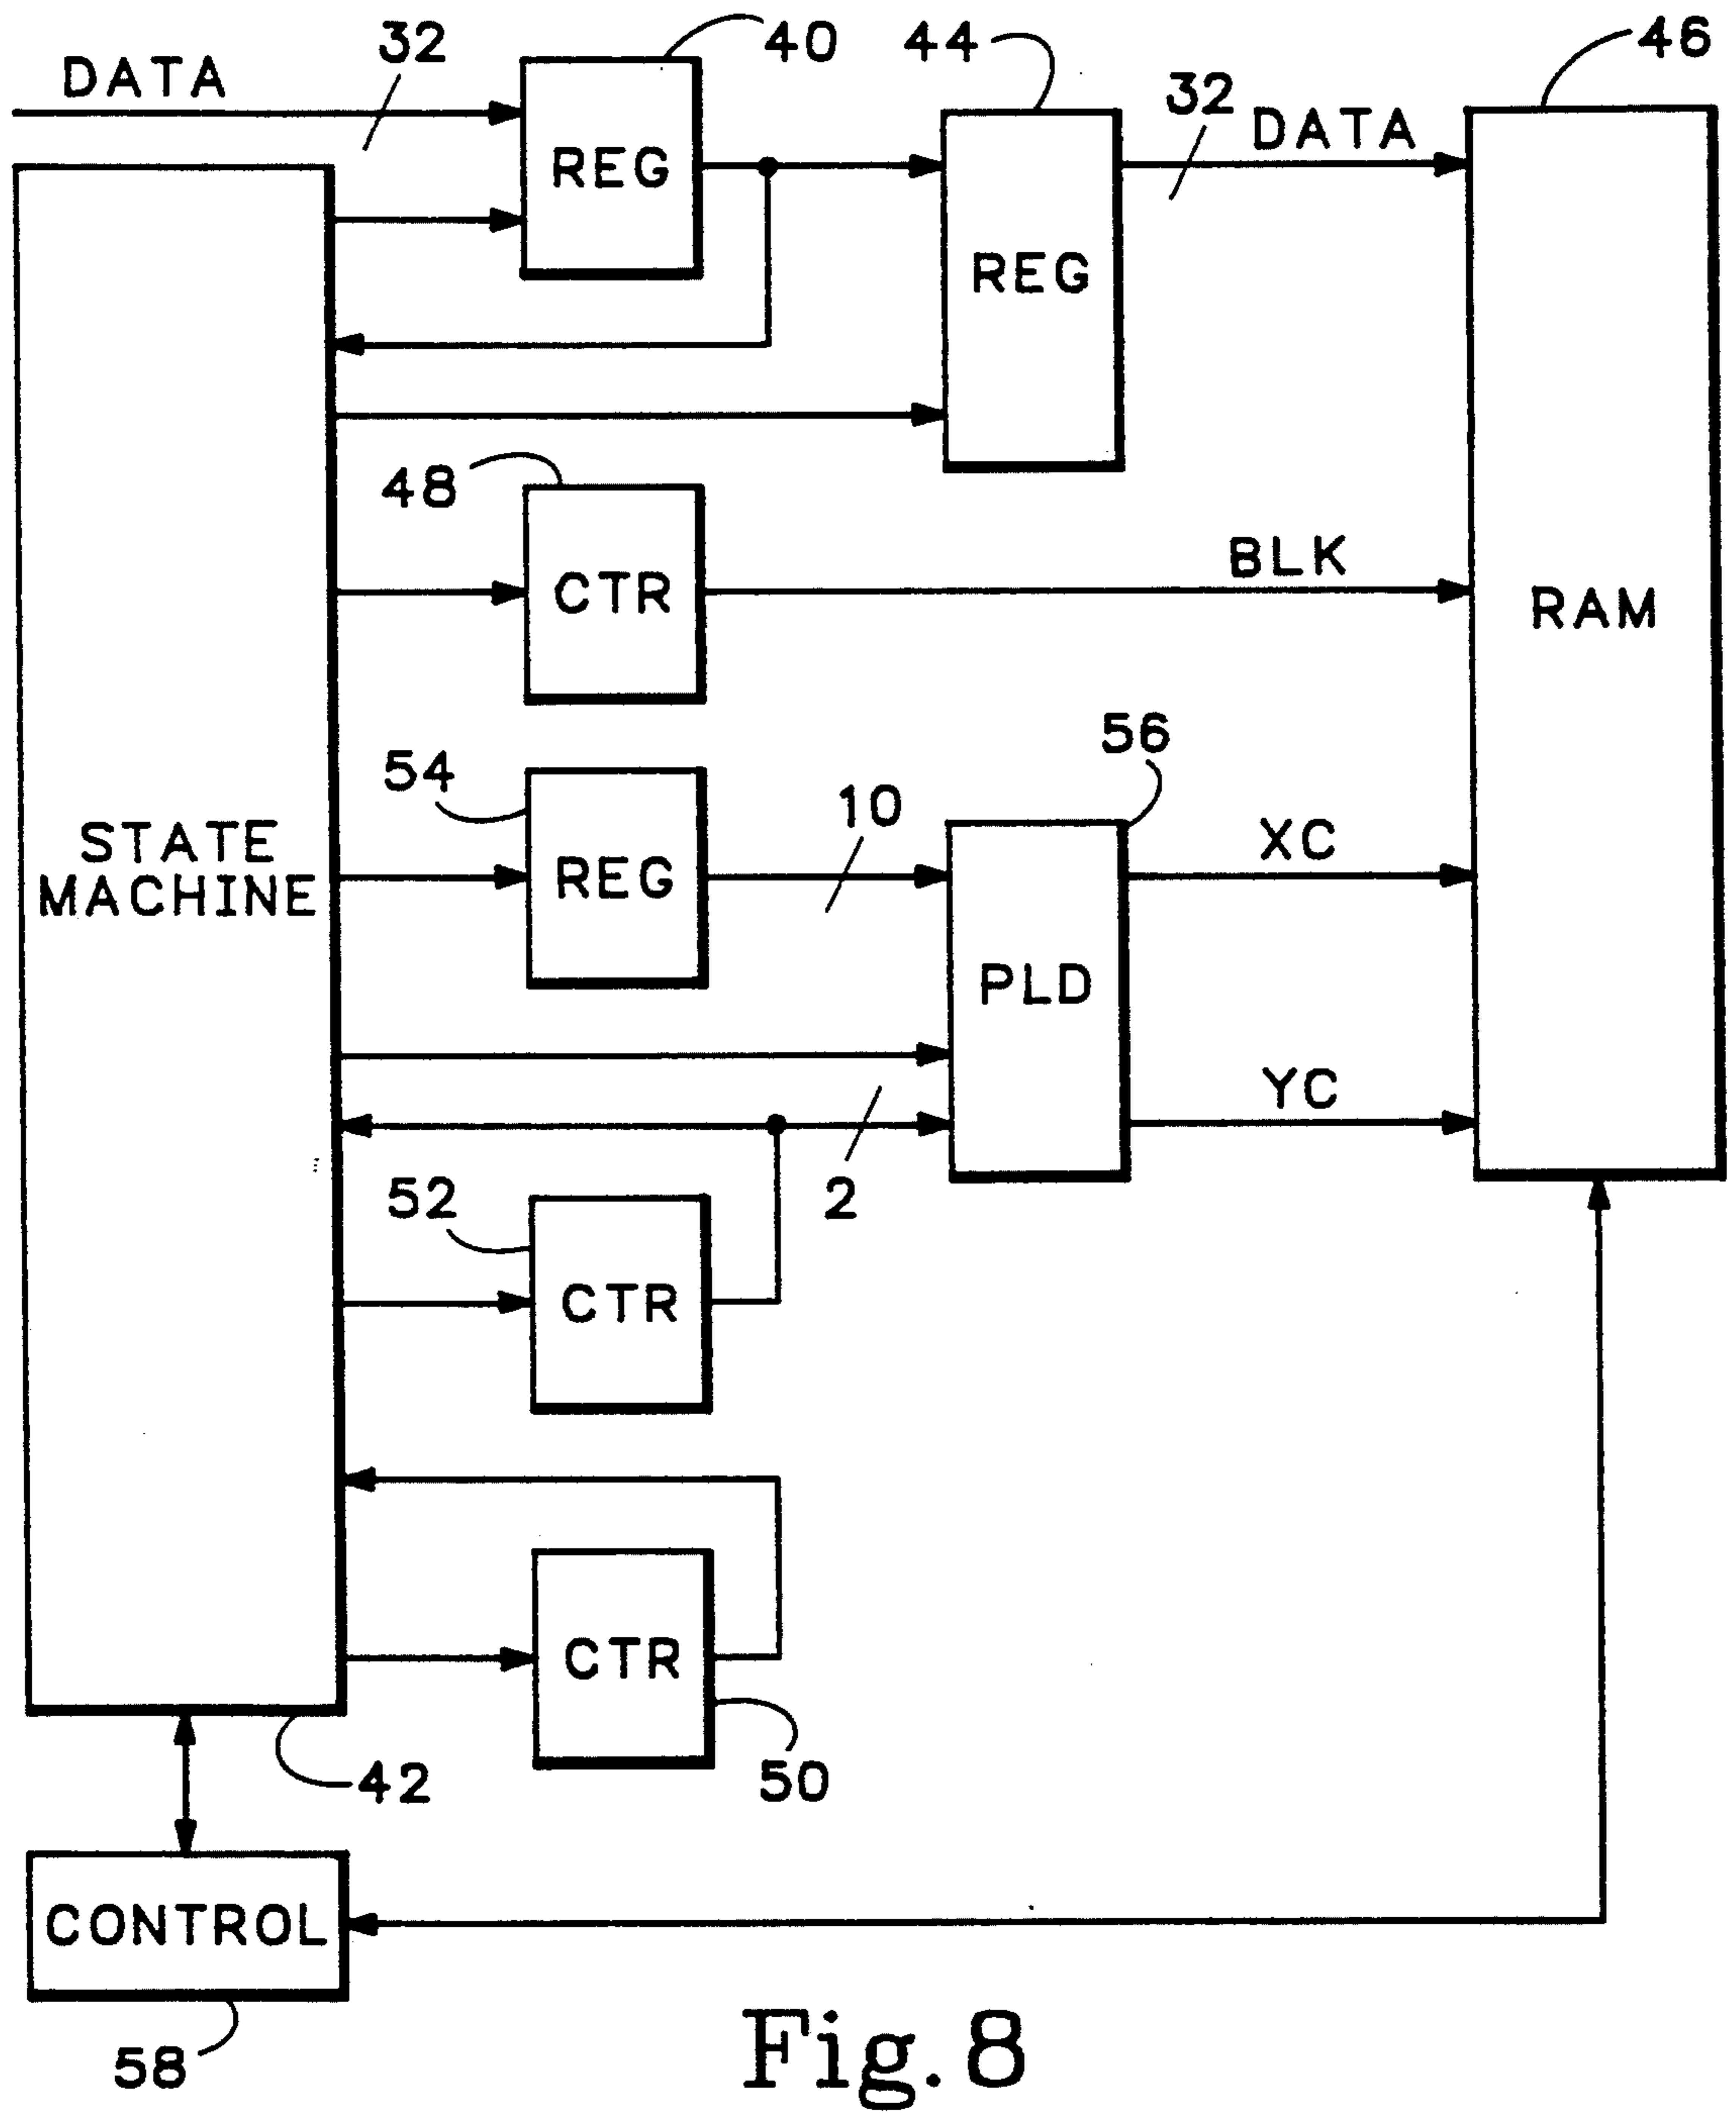 DATA
32
40
44
32
DATA
46
REG
REG
48
CTR
BLK
RAM
54
REG
10
56
XC
STATE
MACHINE
PLD
YC
2
52
CTR
CTR
50
42
CONTROL
58
Fig. 8